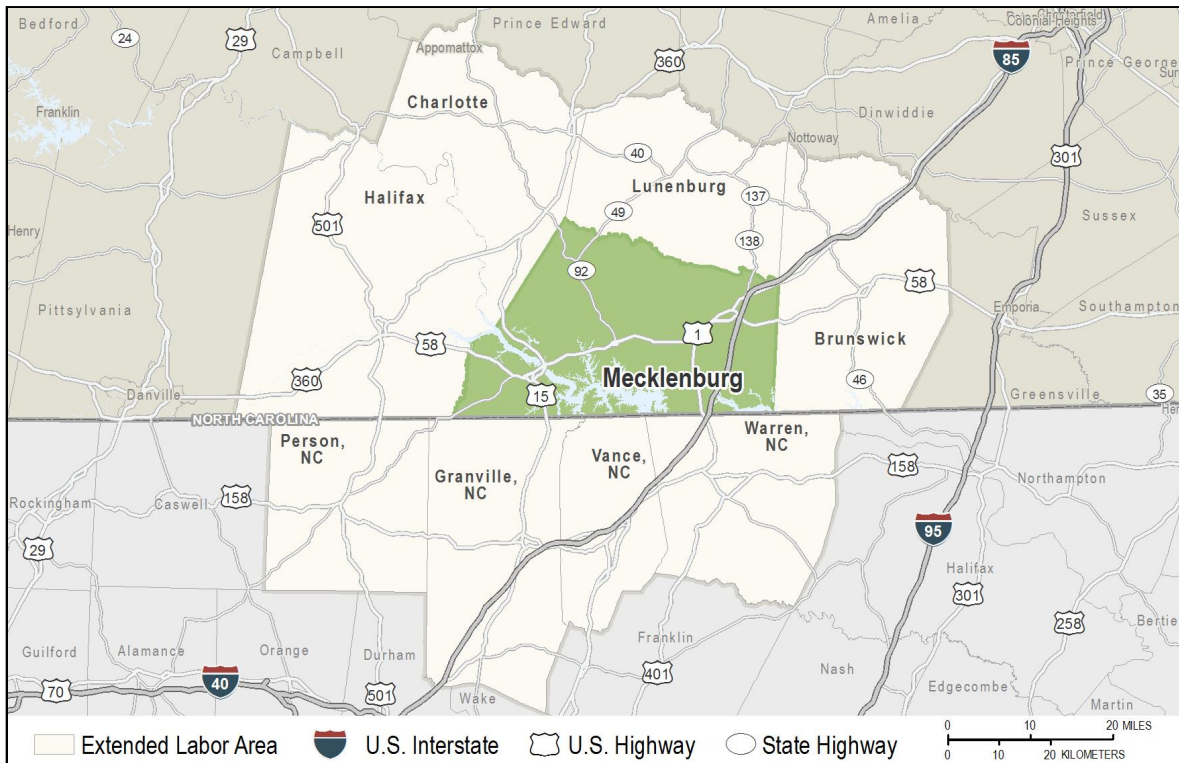 Bedford
24
29
Campbell
Appomattox
Prince Edward
360
Amelia
Chesterfield
Colonial Heights
85
Prince George
Franklin
Charlotte
Dinwiddie
Nottoway
301
40
Lunenburg
137
Halifax
49
Sussex
501
Henry
138
92
58
Pittsylvania
Emporia
Southampton
1
58
Brunswick
Mecklenburg
360
15
46
Danville
Greensville
35
NORTH CAROLINA
Person,
NC
Warren,
NC
Vance,
NC
Granville,
NC
158
158
Northampton
Rockingham
Caswell
95
29
Halifax
301
258
Franklin
Bertie
Guilford
Alamance
Orange
Durham
Nash
401
40
70
501
Wake
Edgecombe
Martin
Extended Labor Area
U.S. Interstate
U.S. Highway
State Highway
0 10 20 MILES
0 10 20 KILOMETERS